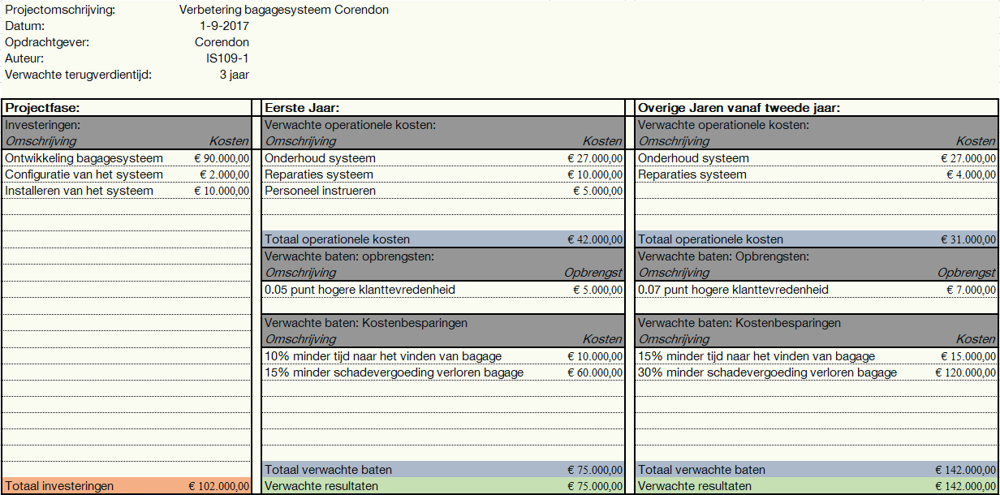 Projectomschrijving: Verbetering bagagesysteem Corendon
Datum: 1-9-2017
Opdrachtgever: Corendon
Auteur: IS109-1
Verwachte terugverdientijd: 3 jaar
Projectfase: Eerste Jaar: Overige Jaren vanaf tweede jaar:
Investeringen: Verwachte operationele kosten: Verwachte operationele kosten:
Omschrijving Kosten Omschrijving Kosten Omschrijving Kosten
Ontwikkeling bagagesysteem € 90.000,00 Onderhoud systeem € 27.000,00 Onderhoud systeem € 27.000,00
Configuratie van het systeem € 2.000,00 Reparaties systeem € 10.000,00 Reparaties systeem € 4.000,00
Installeren van het systeem € 10.000,00 Personeel instrueren € 5.000,00
Totaal operationele kosten € 42.000,00 Totaal operationele kosten € 31.000,00
Verwachte baten: opbrengsten: Verwachte baten: Opbrengsten:
Omschrijving Opbrengst Omschrijving Opbrengst
0.05 punt hogere klanttevredenheid € 5.000,00 0.07 punt hogere klanttevredenheid € 7.000,00
Verwachte baten: Kostenbesparingen Verwachte baten: Kostenbesparingen
Omschrijving Kosten Omschrijving Kosten
10% minder tijd naar het vinden van bagage € 10.000,00 15% minder tijd naar het vinden van bagage € 15.000,00
15% minder schadevergoeding verloren bagage € 60.000,00 30% minder schadevergoeding verloren bagage € 120.000,00
Totaal verwachte baten € 75.000,00 Totaal verwachte baten € 142.000,00
Totaal investeringen € 102.000,00 Verwachte resultaten € 75.000,00 Verwachte resultaten € 142.000,00